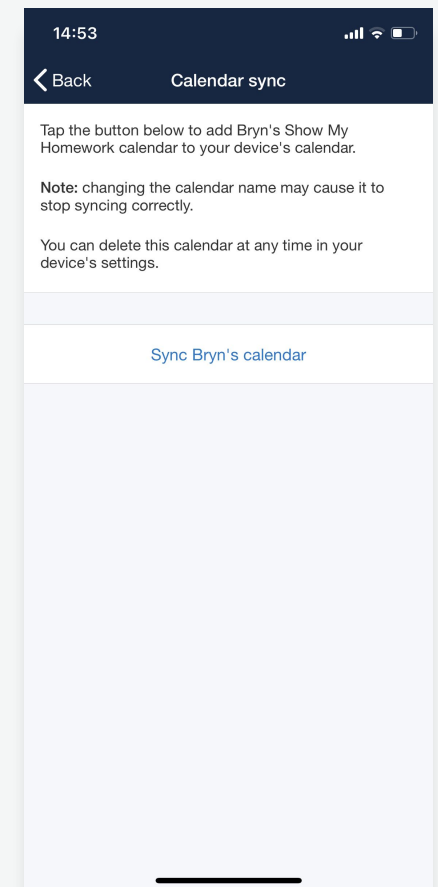 14:53
Back
Calendar sync
Tap the button below to add Bryn's Show My
Homework calendar to your device's calendar.
Note: changing the calendar name may cause it to
stop syncing correctly.
You can delete this calendar at any time in your
device's settings.
Sync Bryn's calendar